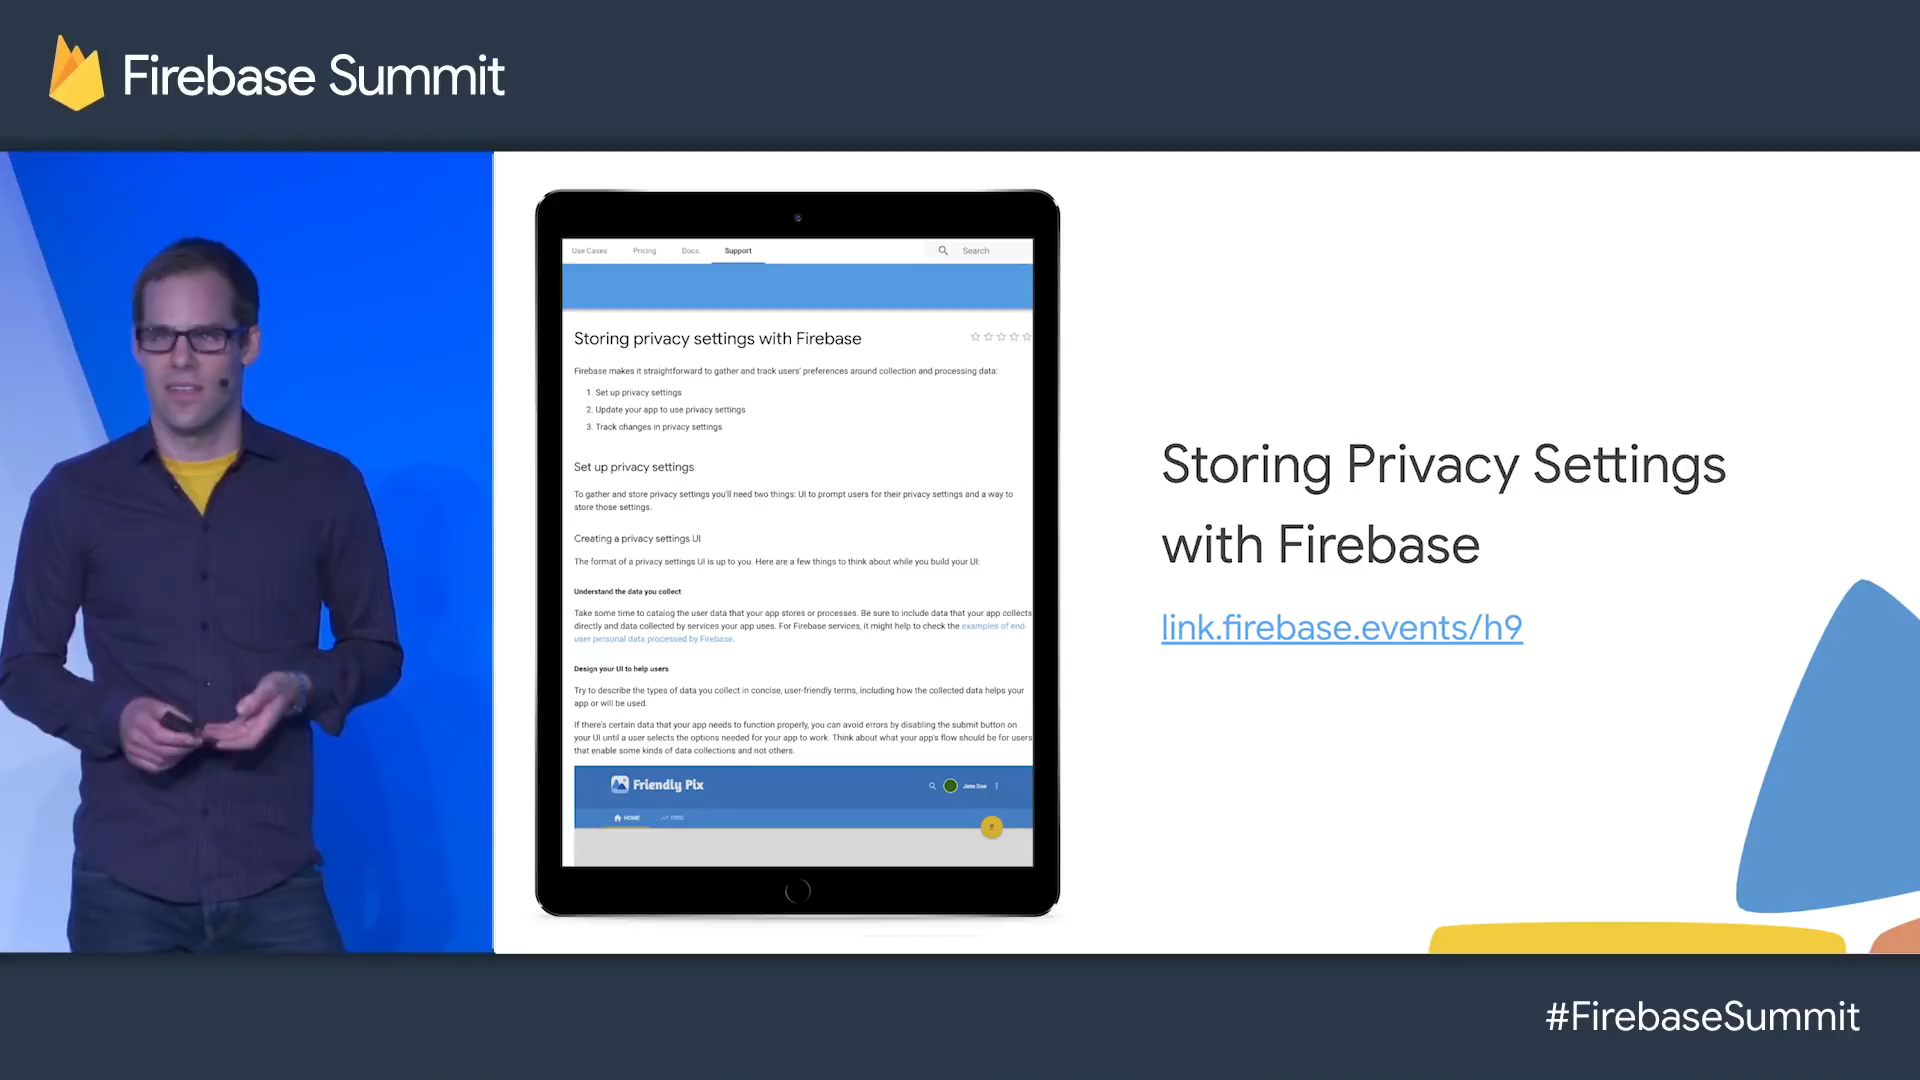 Firebase Summit
Use Cases Pricing Docs Support Search
Storing privacy settings with Firebase
Firebase makes it straightforward to gather and track users' preferences around collection and processing data:
1. Set up privacy settings
2. Update your app to use privacy settings
3. Track changes in privacy settings
Set up privacy settings
To gather and store privacy settings you'll need two things: UI to prompt users for their privacy settings and a way to
store those settings.
Creating a privacy settings UI
The format of a privacy settings UI is up to you. Here are a few things to think about while you build your UI:
Understand the data you collect
Take some time to catalog the user data that your app stores or processes. Be sure to include data that your app collects
directly and data collected by services your app uses. For Firebase services, it might help to check the examples of end-
user personal data processed by Firebase.
Design your UI to help users
Try to describe the types of data you collect in concise, user-friendly terms, including how the collected data helps your
app or will be used.
If there's certain data that your app needs to function properly, you can avoid errors by disabling the submit button on
your UI until a user selects the options needed for your app to work. Think about what your app's flow should be for users
that enable some kinds of data collections and not others.
Friendly Pix Jane Doe
HOME FEED
Storing Privacy Settings
with Firebase
link.firebase.events/h9
#FirebaseSummit